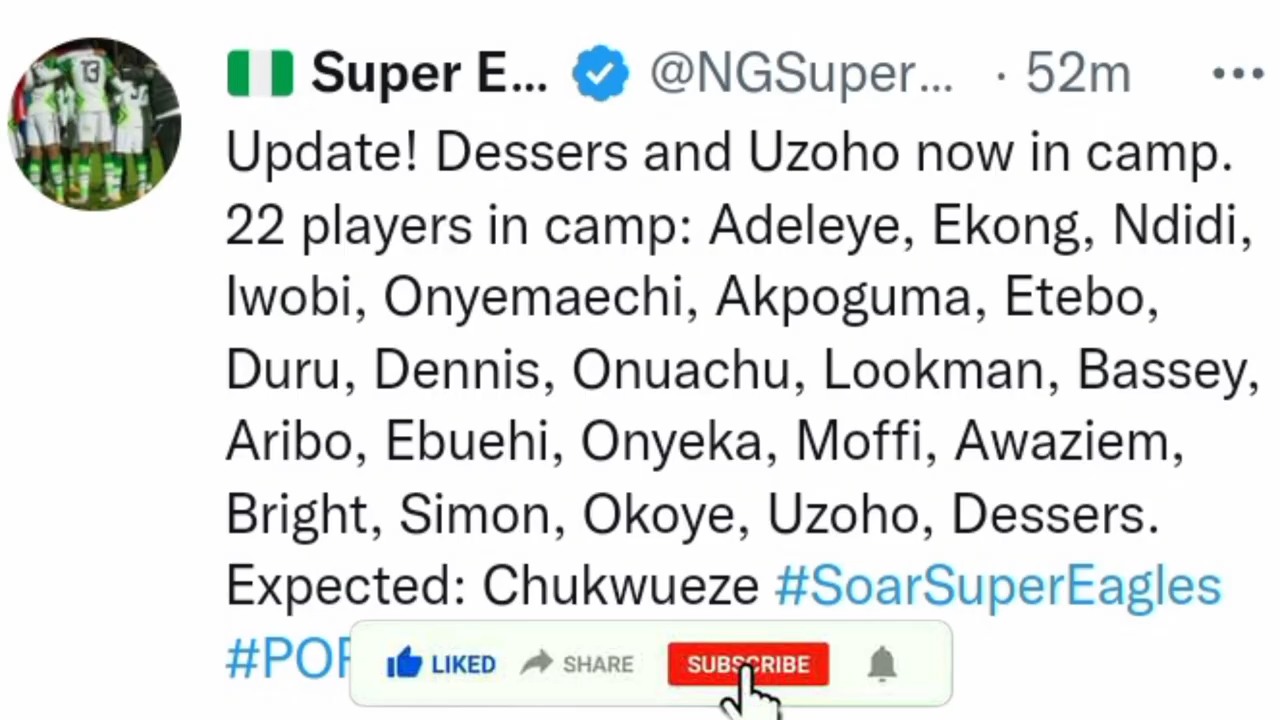 Super E... @NGSuper... · 52m
Update! Dessers and Uzoho now in camp.
22 players in camp: Adeleye, Ekong, Ndidi,
Iwobi, Onyemaechi, Akpoguma, Etebo,
Duru, Dennis, Onuachu, Lookman, Bassey,
Aribo, Ebuehi, Onyeka, Moffi, Awaziem,
Bright, Simon, Okoye, Uzoho, Dessers.
Expected: Chukwueze #SoarSuperEagles
LIKED SHARE SUBSCRIBE